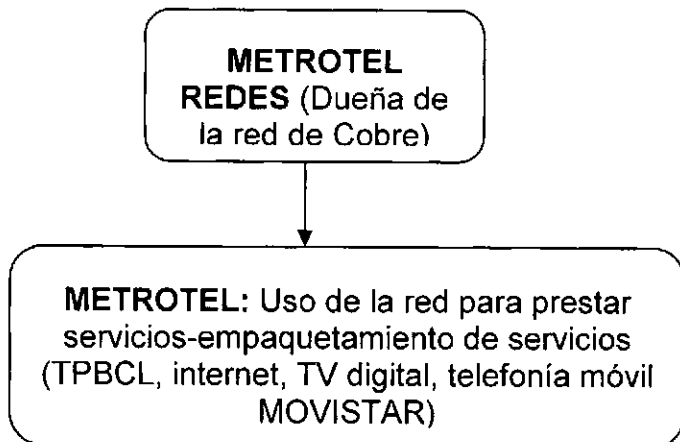 METROTEL
REDES (Dueña de
la red de Cobre)
METROTEL: Uso de la red para prestar
servicios-empaquetamiento de servicios
(TPBCL, internet, TV digital, telefonía móvil
MOVISTAR)